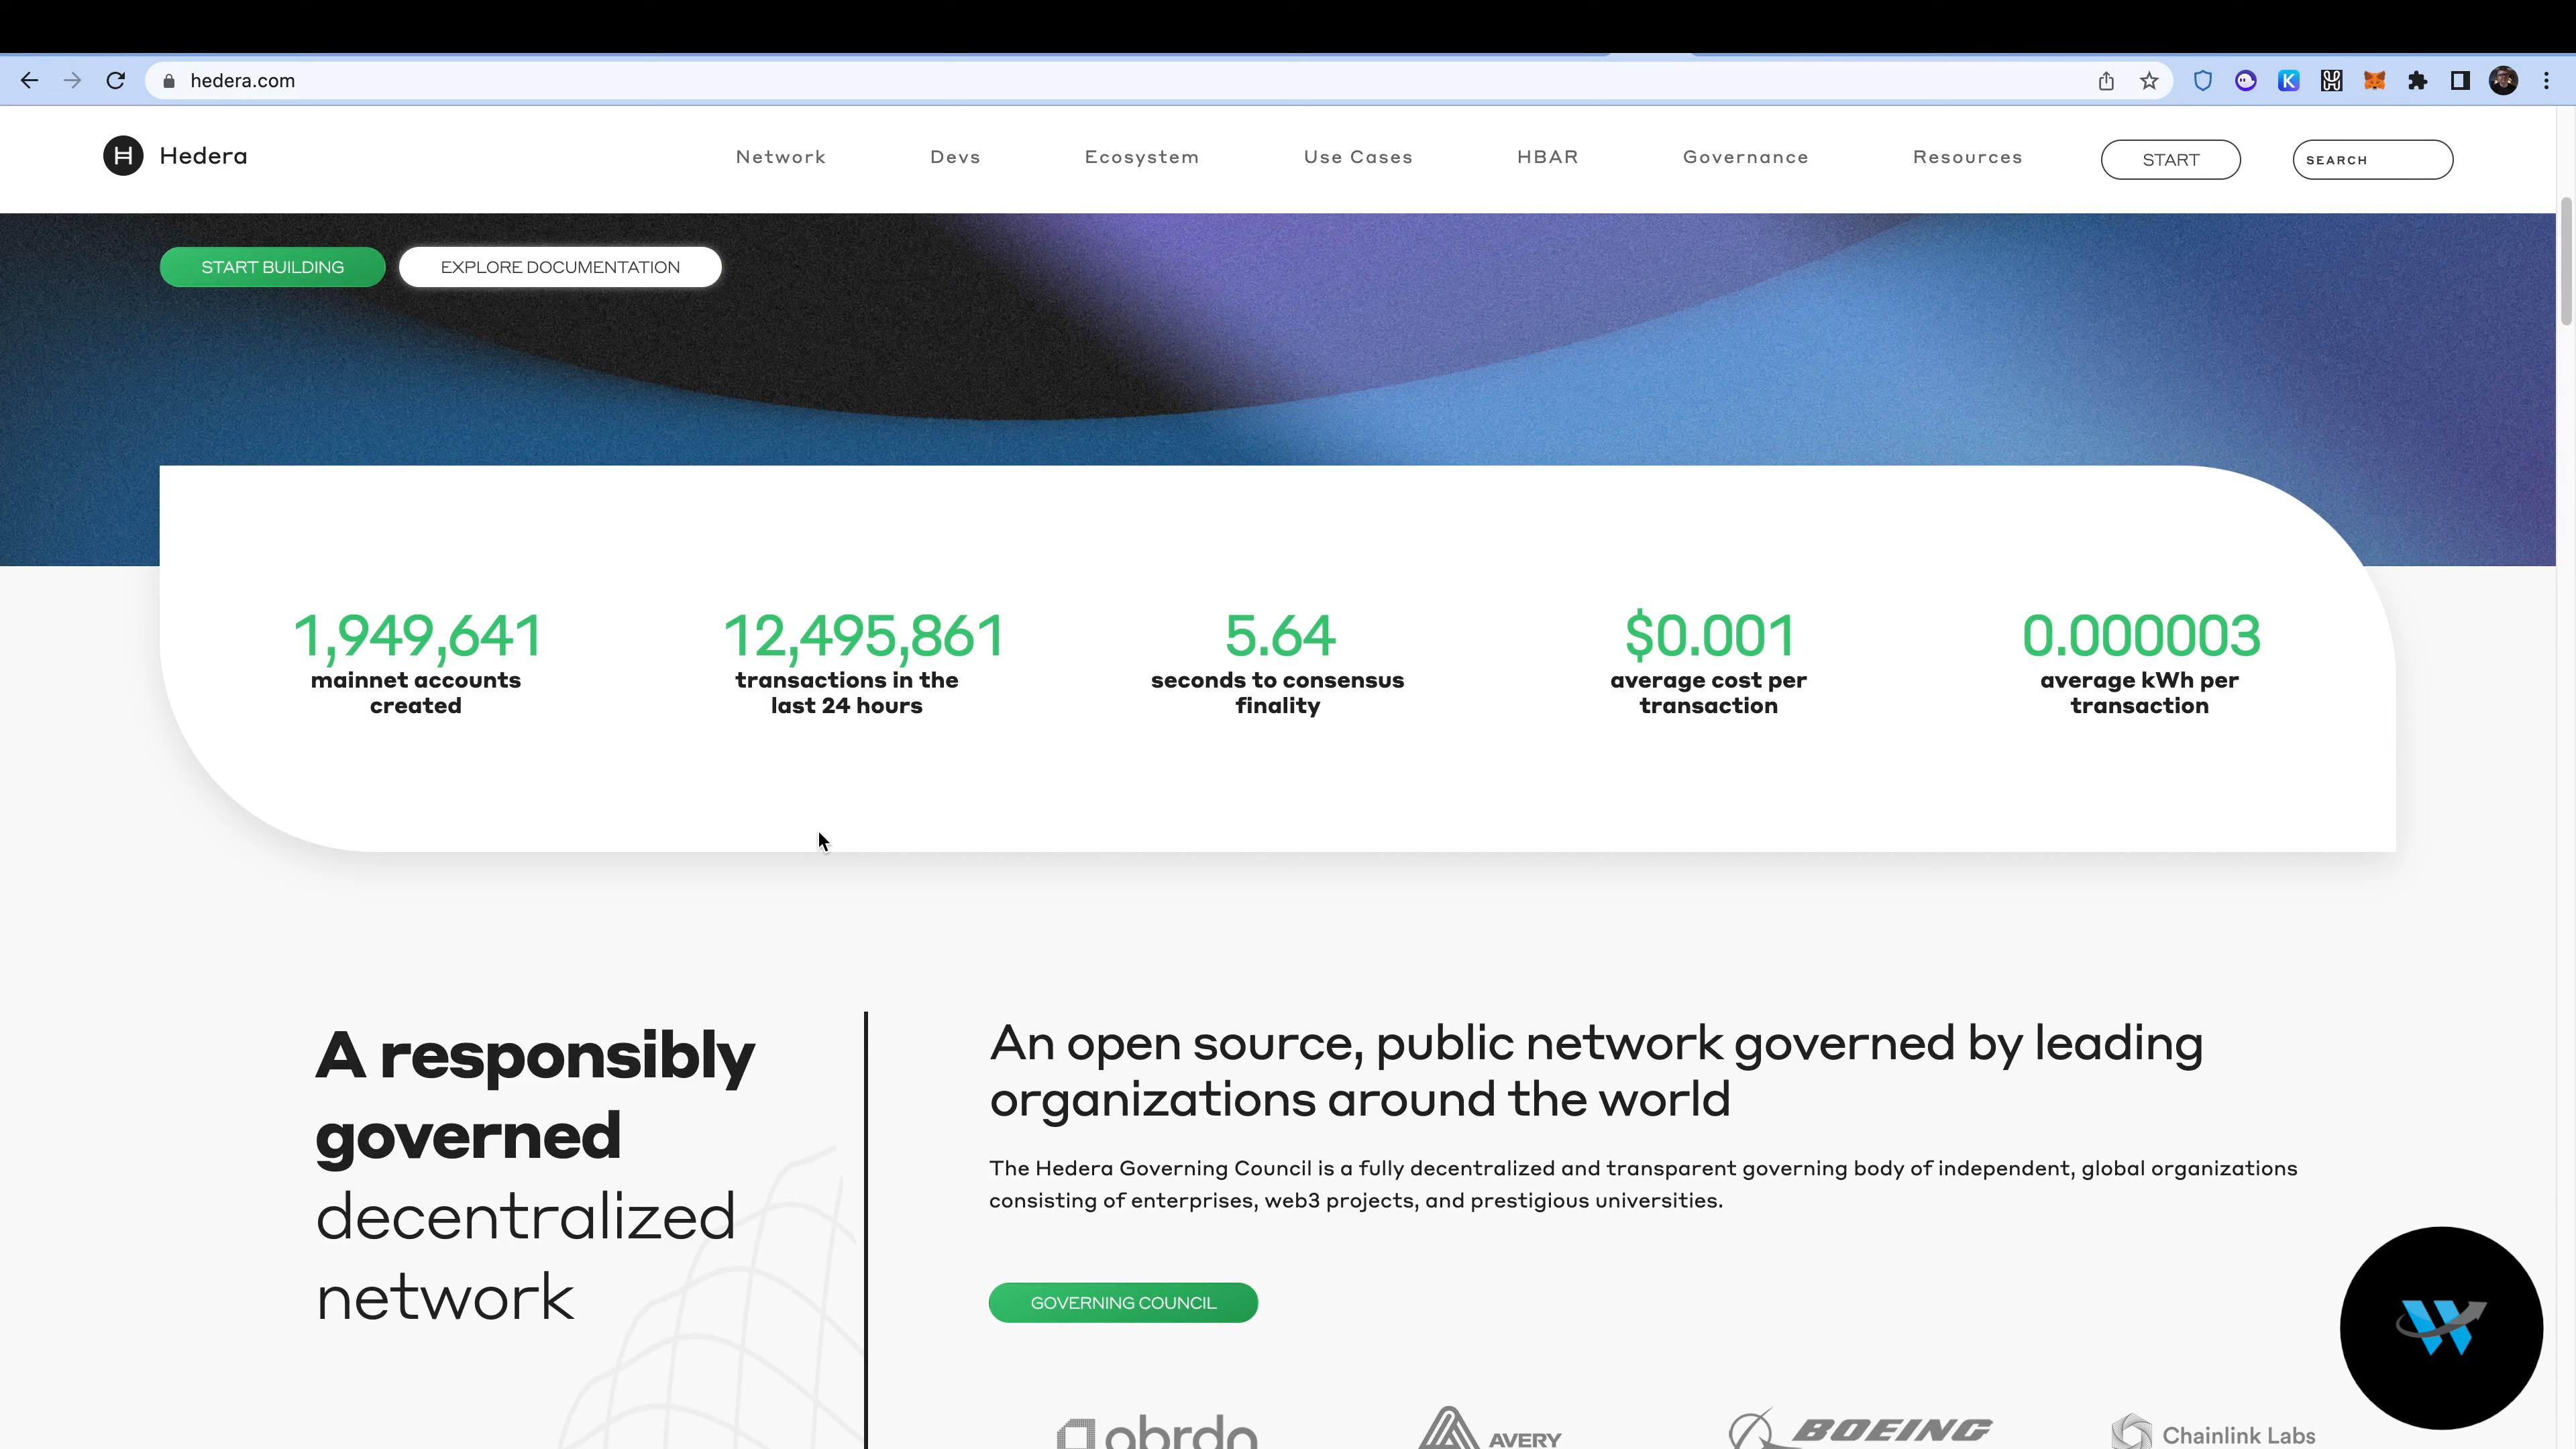 hedera.com
Hedera
Network Devs Ecosystem Use Cases HBAR Governance Resources START SEARCH
START BUILDING EXPLORE DOCUMENTATION
1,949,641 12,495,861 5.64 $0.001 0.000003
mainnet accounts transactions in the seconds to consensus average cost per average kWh per
created last 24 hours finality transaction transaction
A responsibly
governed
decentralized
network
An open source, public network governed by leading
organizations around the world
The Hedera Governing Council is a fully decentralized and transparent governing body of independent, global organizations
consisting of enterprises, web3 projects, and prestigious universities.
GOVERNING COUNCIL
abrdn AVERY BOEING Chainlink Labs